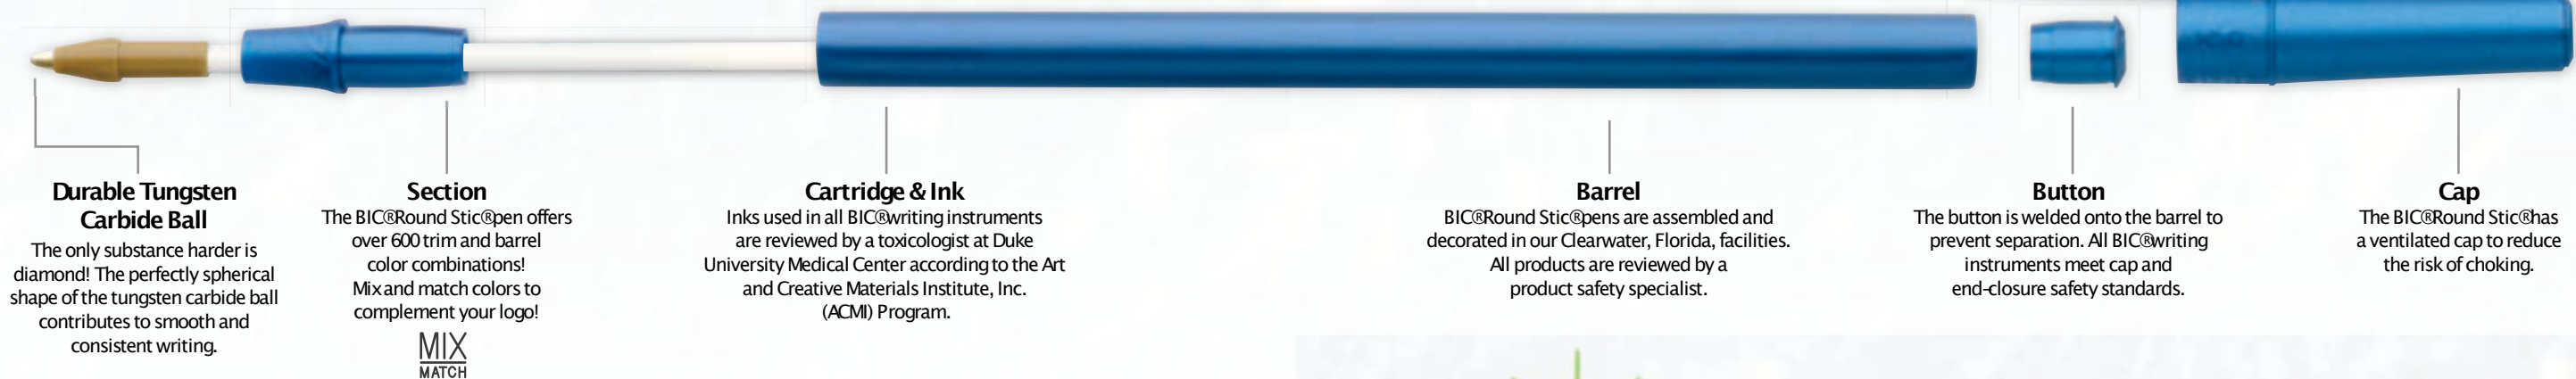 Durable Tungsten
Carbide Ball
The only substance harder is
diamond! The perfectly spherical
shape of the tungsten carbide ball
contributes to smooth and
consistent writing.
Section
The BIC®Round Stic®pen offers
over 600 trim and barrel
color combinations!
Mix and match colors to
complement your logo!
MIX
MATCH
Cartridge & Ink
Inks used in all BIC®writing instruments
are reviewed by a toxicologist at Duke
University Medical Center according to the Art
and Creative Materials Institute, Inc.
(ACMI) Program.
Barrel
BIC®Round Stic®pens are assembled and
decorated in our Clearwater, Florida, facilities.
All products are reviewed by a
product safety specialist.
Button
The button is welded onto the barrel to
prevent separation. All BIC®writing
instruments meet cap and
end-closure safety standards.
Cap
The BIC®Round Stic®has
a ventilated cap to reduce
the risk of choking.